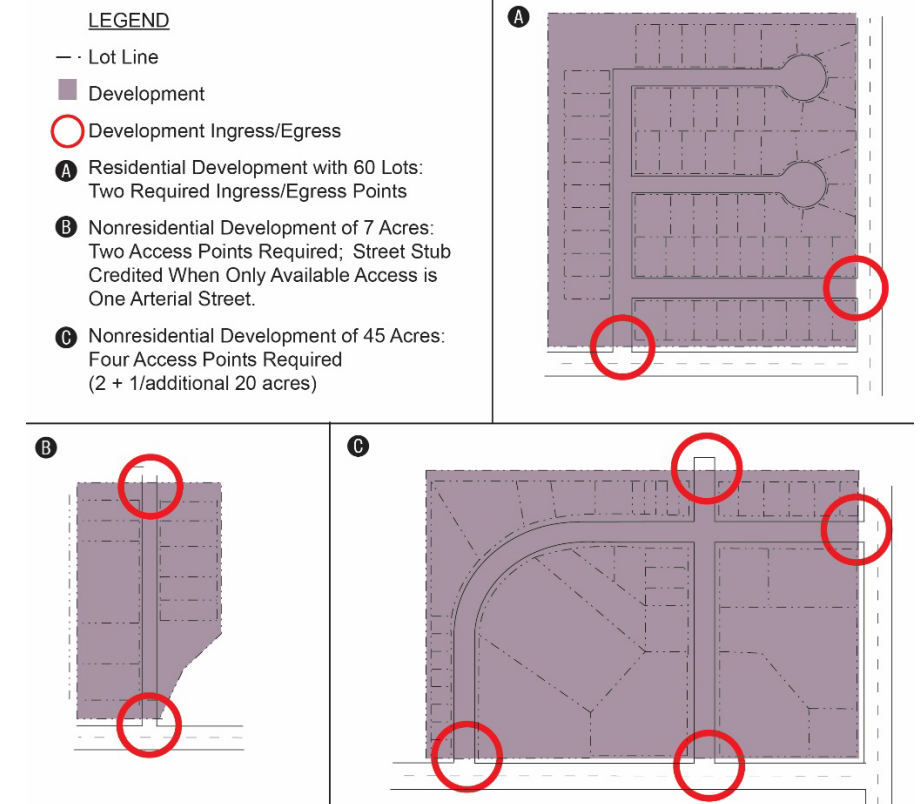 LEGEND
Lot Line
Development
Development Ingress/Egress
A Residential Development with 60 Lots:
Two Required Ingress/Egress Points
B Nonresidential Development of 7 Acres:
Two Access Points Required; Street Stub
Credited When Only Available Access is
One Arterial Street.
C Nonresidential Development of 45 Acres:
Four Access Points Required
(2 + 1/additional 20 acres)
A
B
C